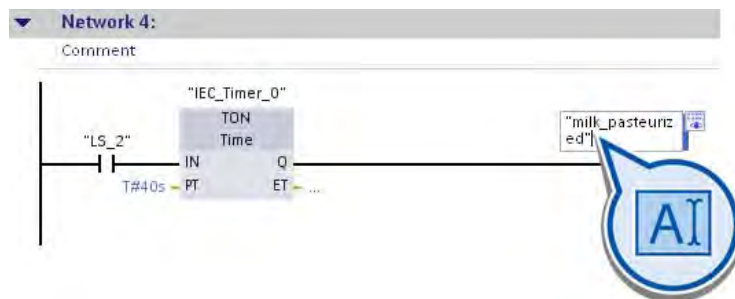 Network 4:
Comment
"IEC_Timer_0"
TON
Time
"LS_2"
IN
Q
T#40s
PT
ET
...
"milk_pasteuriz
ed"
A